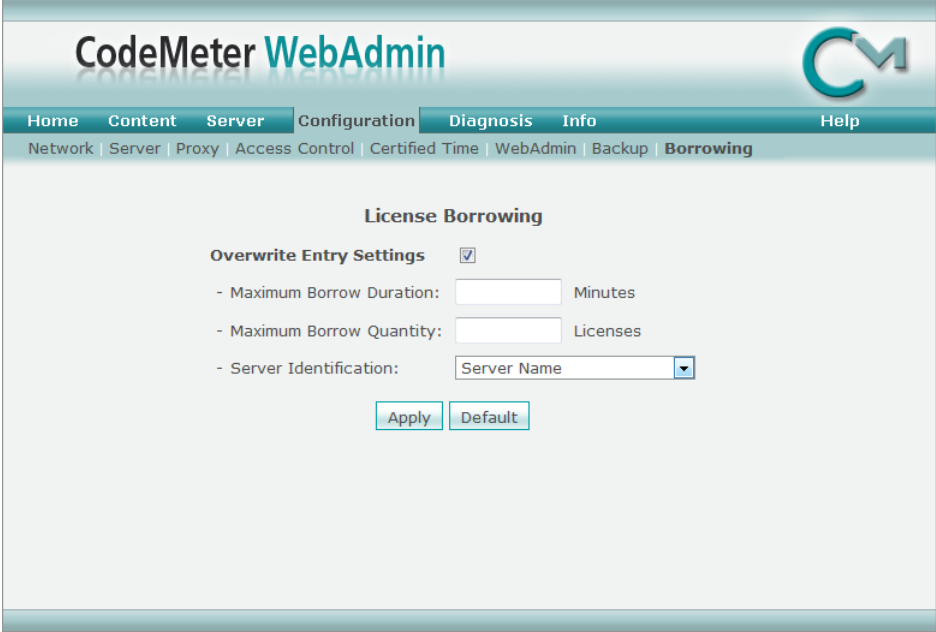 CodeMeter WebAdmin
CM
Home Content Server Configuration Diagnosis Info Help
Network | Server | Proxy | Access Control | Certified Time | WebAdmin | Backup | Borrowing
License Borrowing
Overwrite Entry Settings
- Maximum Borrow Duration: Minutes
- Maximum Borrow Quantity: Licenses
- Server Identification: Server Name
Apply Default